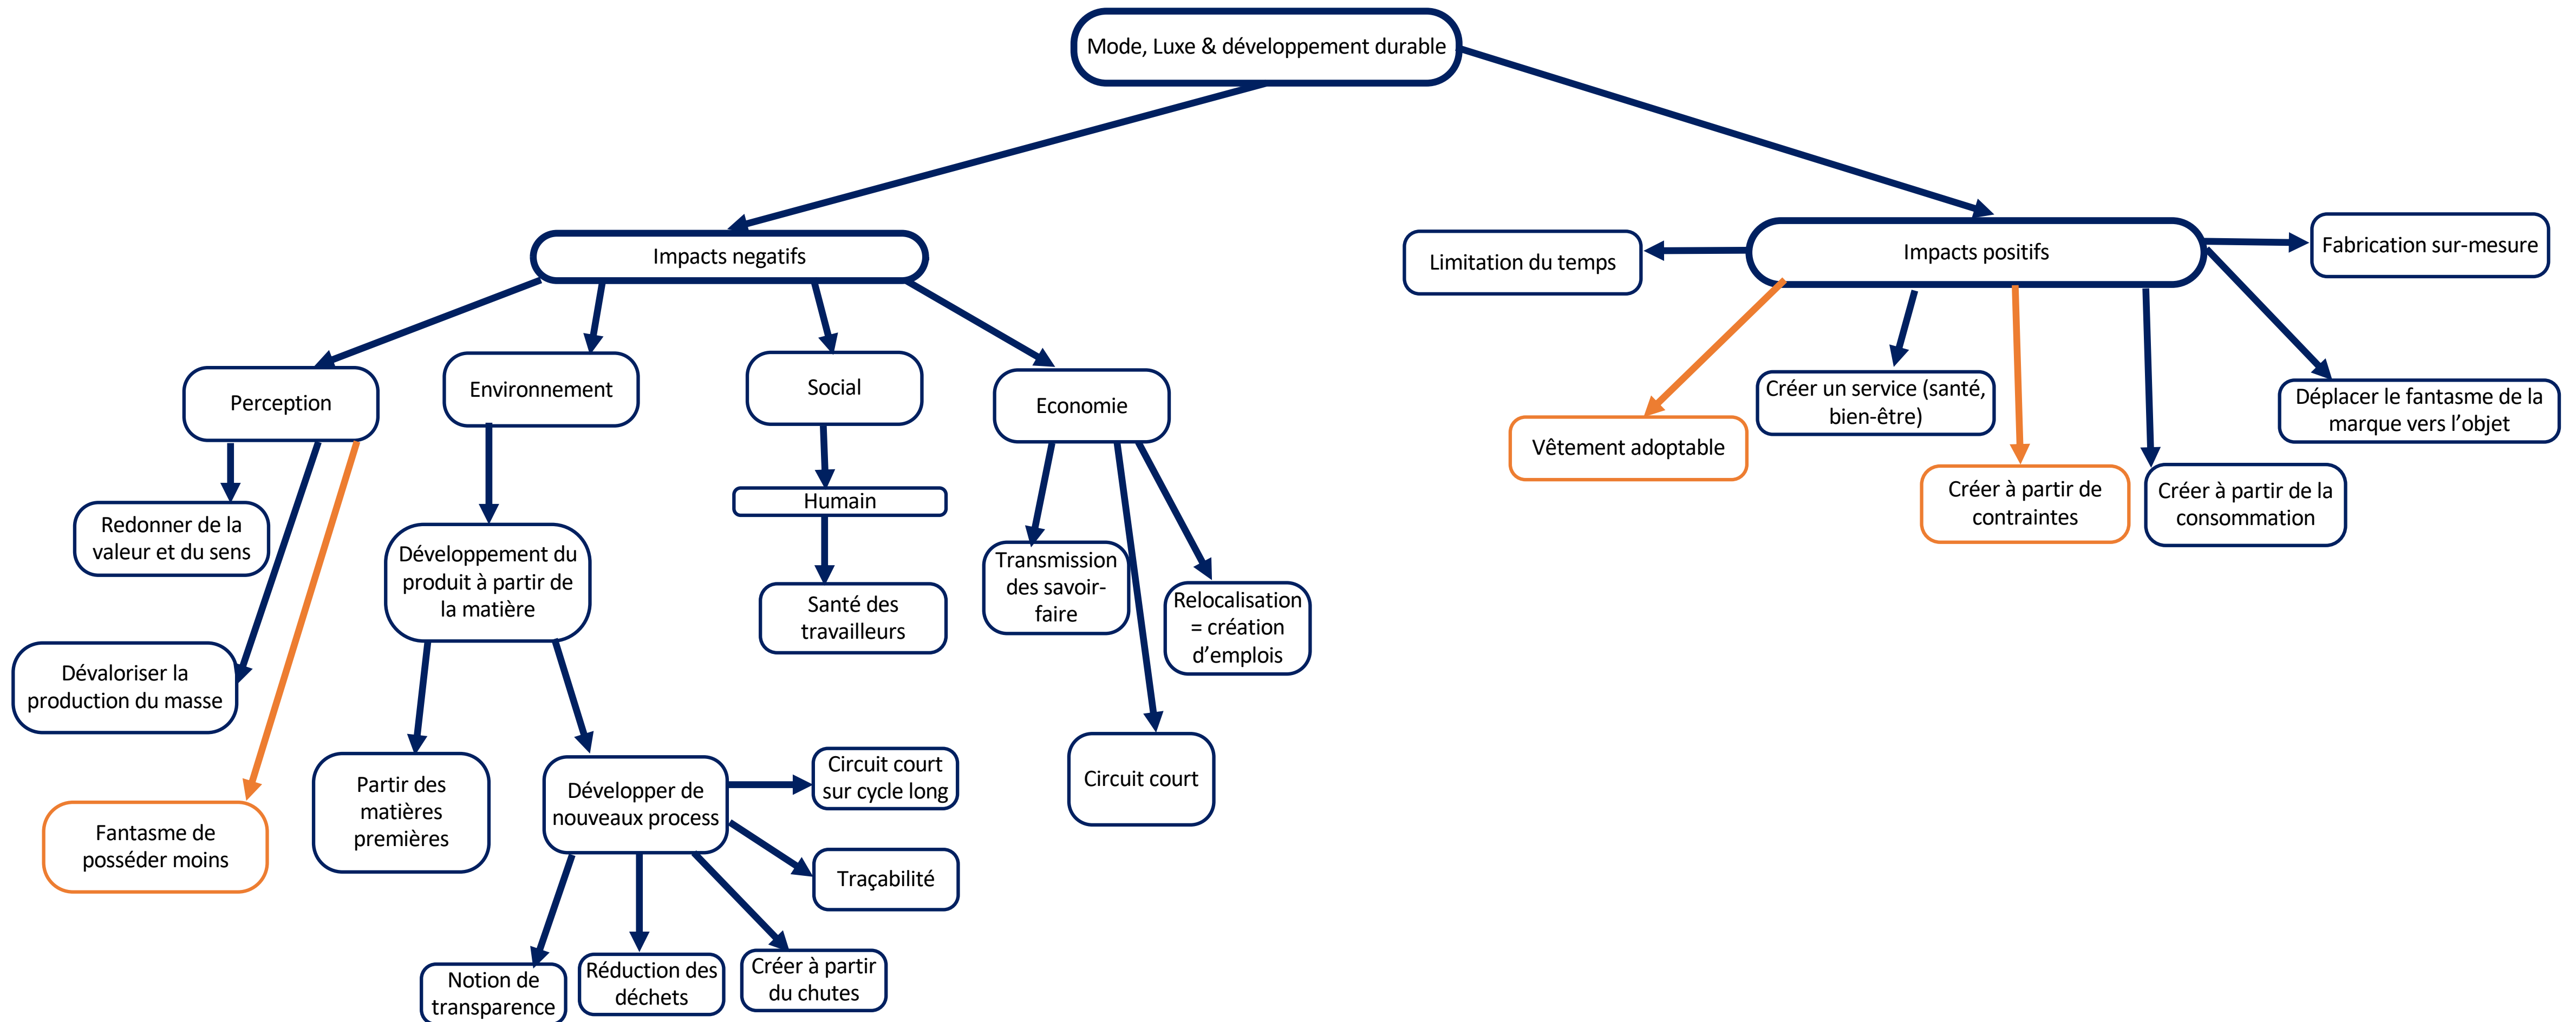 Mode, Luxe & développement durable
Impacts negatifs
Impacts positifs
Limitation du temps
Fabrication sur-mesure
Perception
Environnement
Social
Economie
Vêtement adoptable
Créer un service (santé,
bien-être)
Créer à partir de
contraintes
Créer à partir de la
consommation
Déplacer le fantasme de la
marque vers l’objet
Redonner de la
valeur et du sens
Dévaloriser la
production du masse
Fantasme de
posséder moins
Développement du
produit à partir de
la matière
Humain
Santé des
travailleurs
Transmission
des savoir-
faire
Relocalisation
= création
d’emplois
Circuit court
Partir des
matières
premières
Développer de
nouveaux process
Circuit court
sur cycle long
Traçabilité
Notion de
transparence
Réduction des
déchets
Créer à partir
du chutes